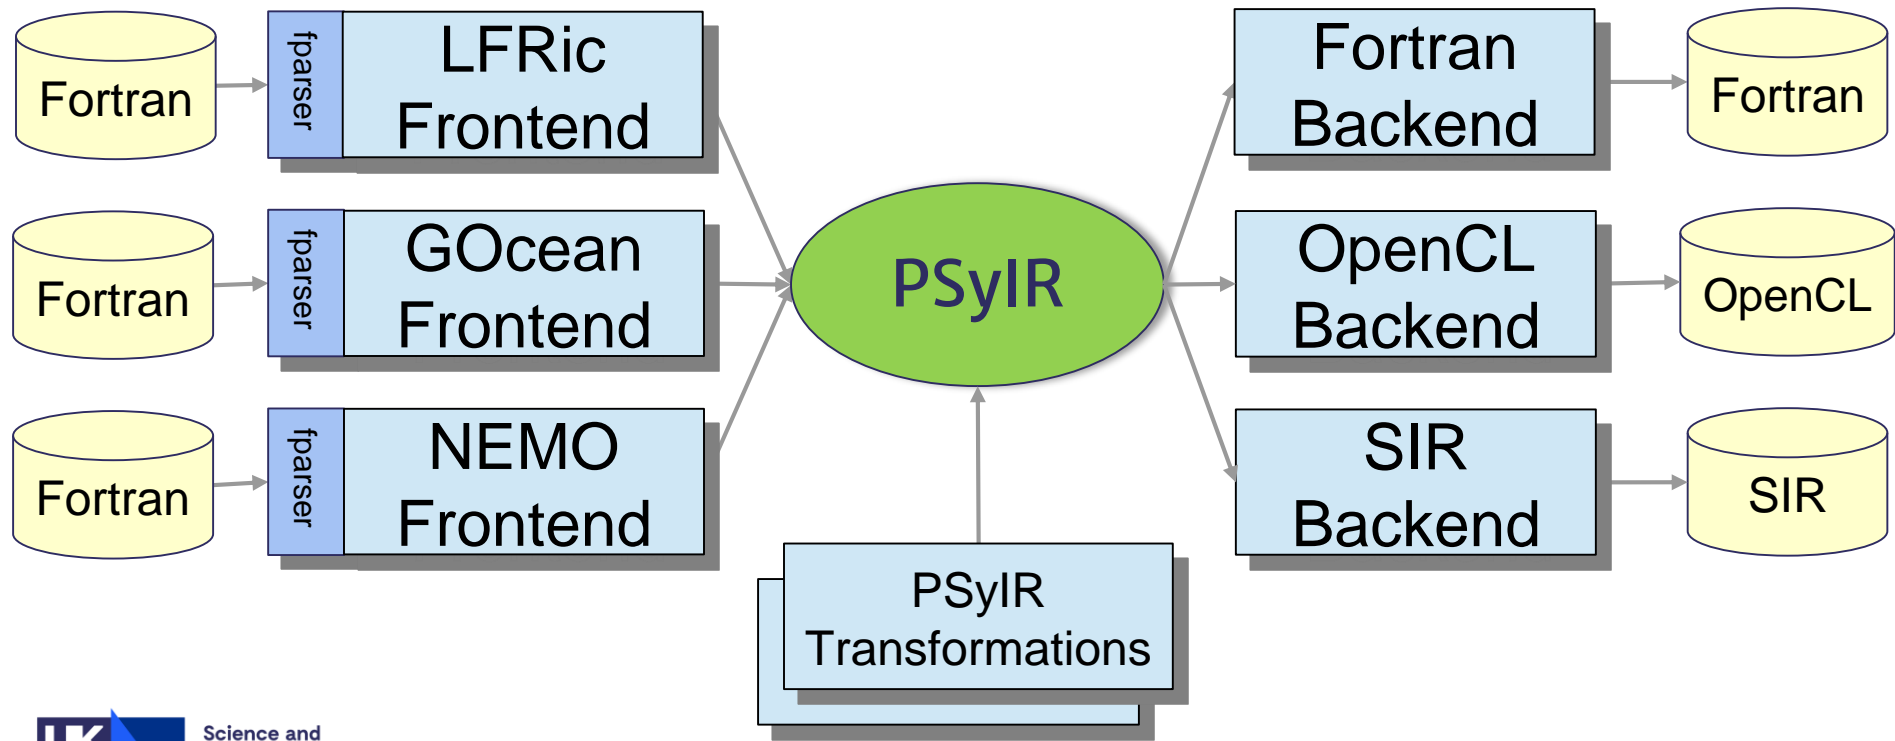 Fortran
fparser
LFRic
Frontend
Fortran
Backend
Fortran
Fortran
fparser
GOcean
Frontend
PSyIR
OpenCL
Backend
OpenCL
Fortran
fparser
NEMO
Frontend
SIR
Backend
SIR
PSyIR
Transformations
UK
Science and